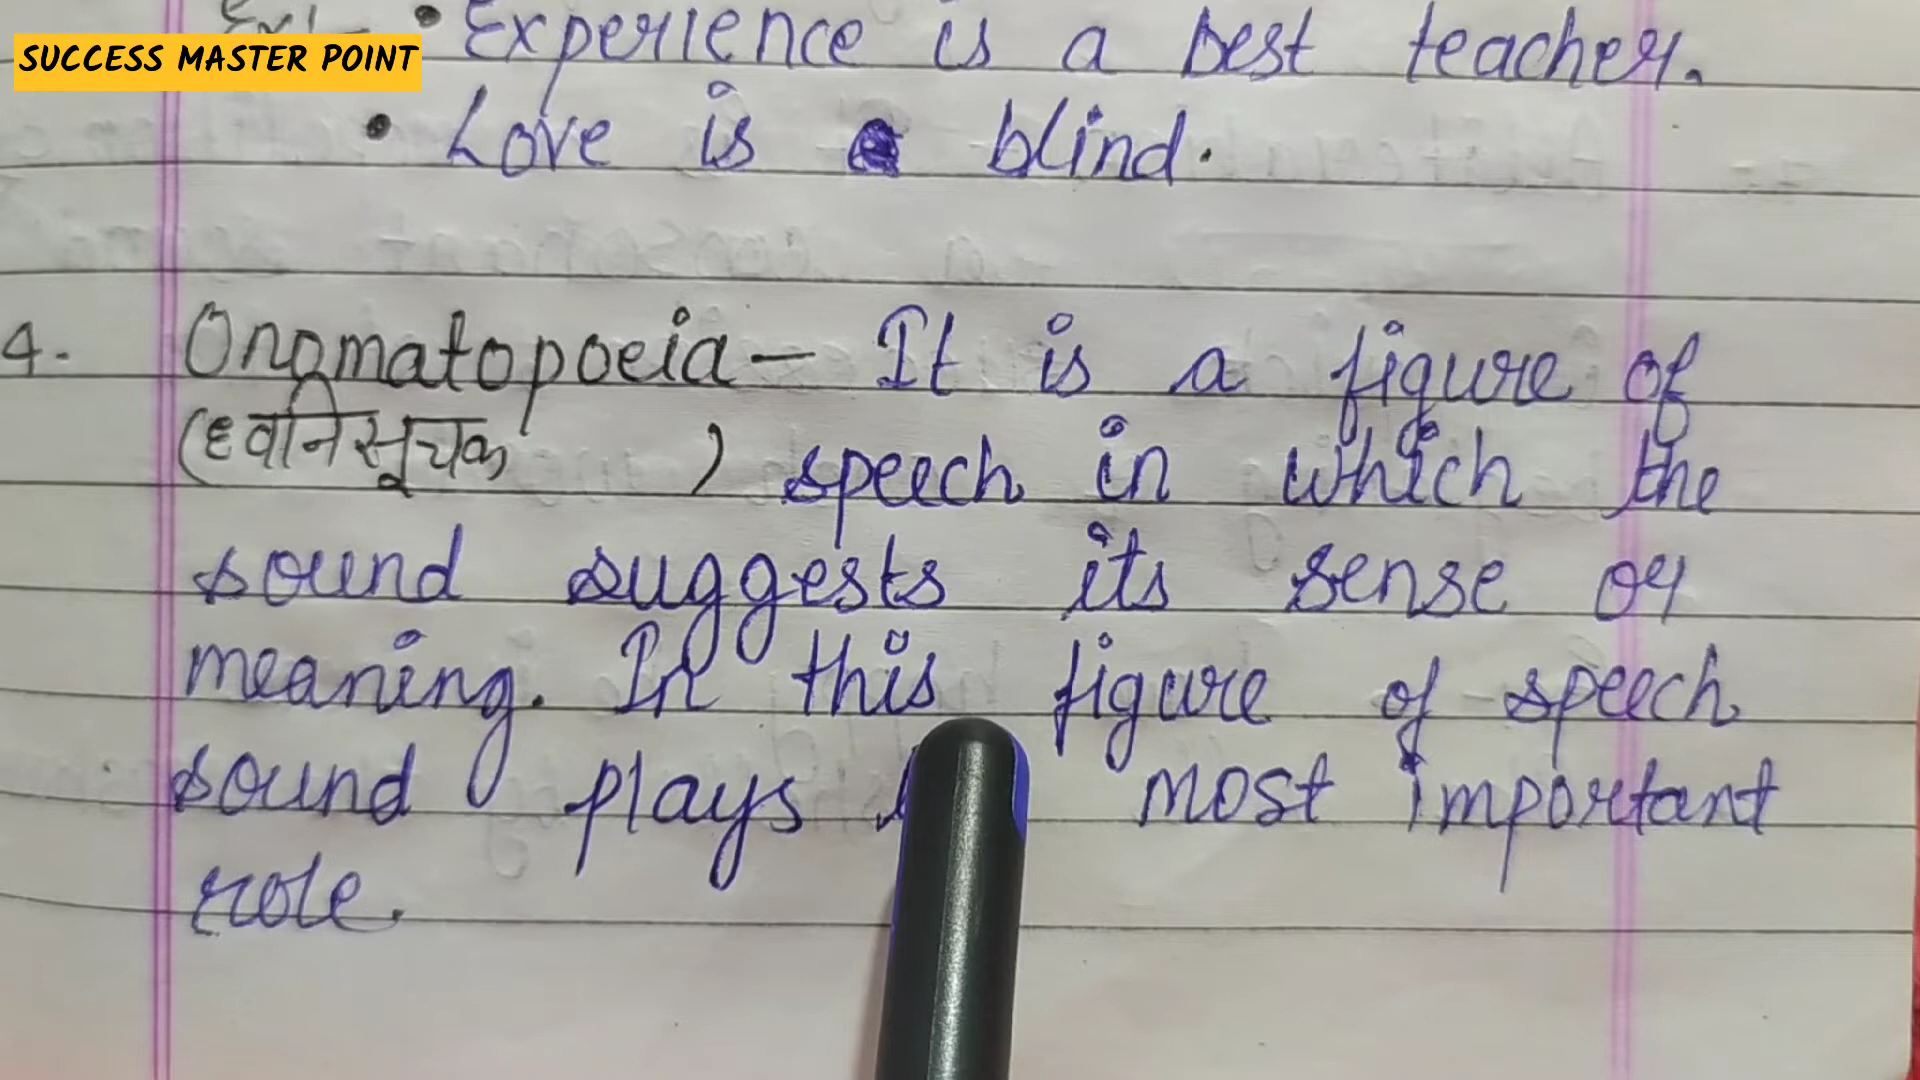 SUCCESS MASTER POINT
• Experience is a best teacher.
• Love is blind.
4. Onomatopoeia — It is a figure of
(ध्वनिसूचक ) speech in which the
sound suggests its sense or
meaning. In this figure of speech
sound plays most important
role.